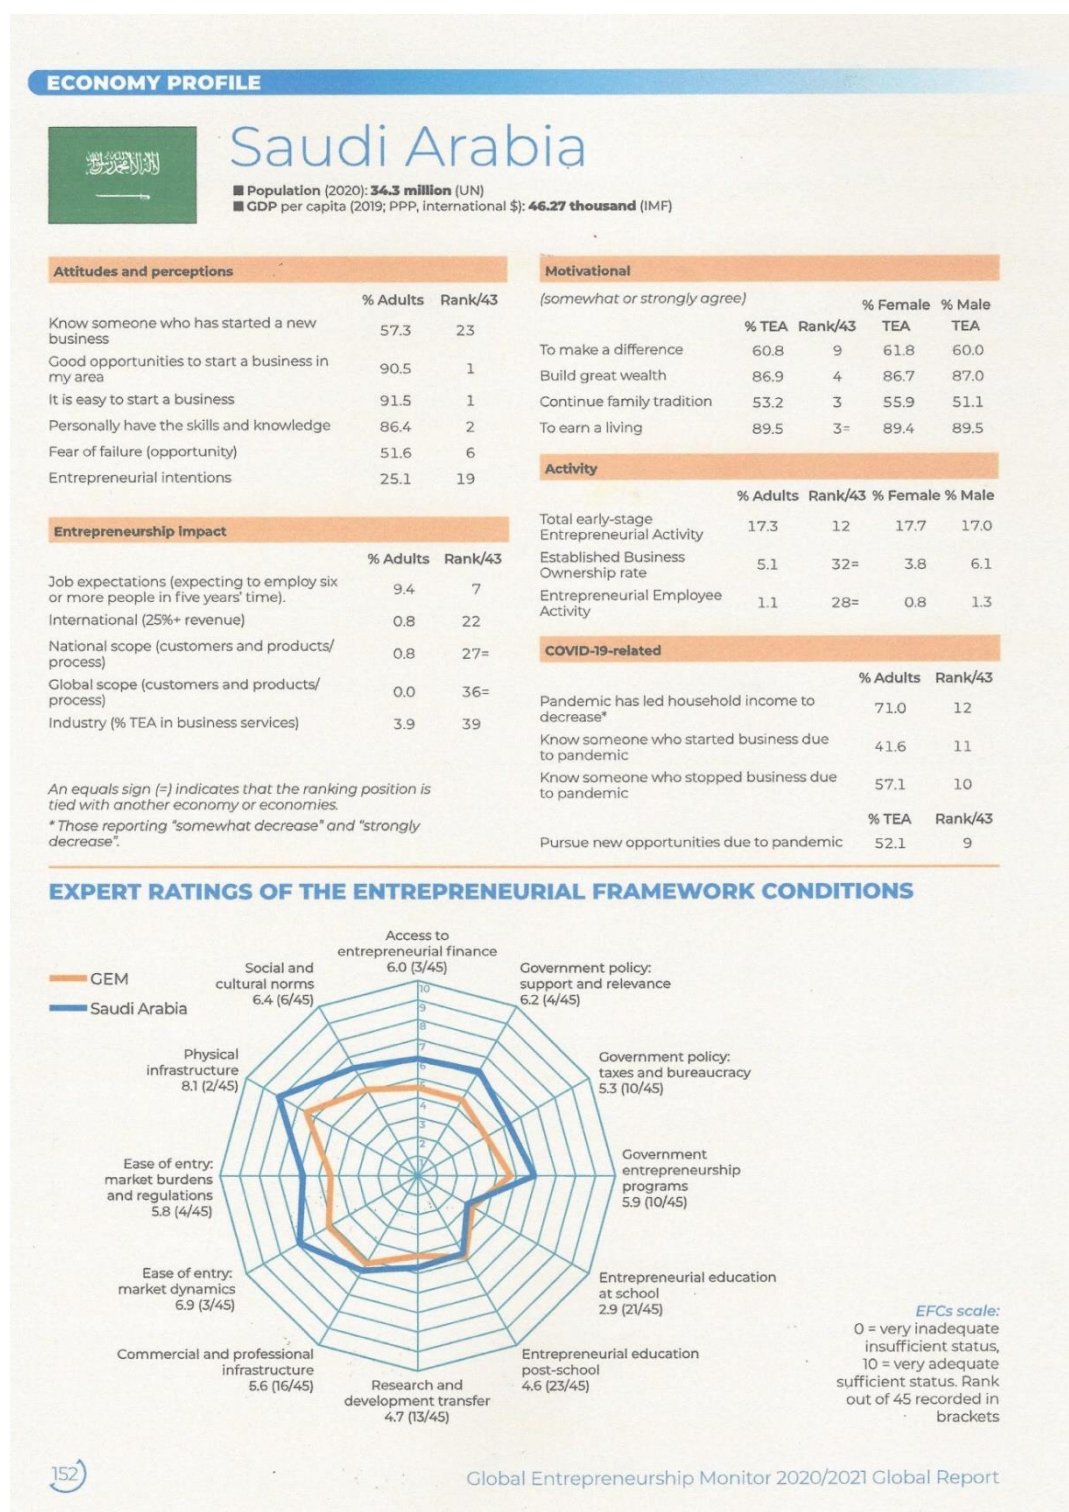 ECONOMY PROFILE
Saudi Arabia
■ Population (2020): 34.3 million (UN)
■ GDP per capita (2019; PPP, international $): 46.27 thousand (IMF)
Attitudes and perceptions
% Adults Rank/43
Know someone who has started a new
business 57.3 23
Good opportunities to start a business in
my area 90.5 1
It is easy to start a business 91.5 1
Personally have the skills and knowledge 86.4 2
Fear of failure (opportunity) 51.6 6
Entrepreneurial intentions 25.1 19
Entrepreneurship impact
% Adults Rank/43
Job expectations (expecting to employ six
or more people in five years' time). 9.4 7
International (25%+ revenue) 0.8 22
National scope (customers and products/
process) 0.8 27=
Global scope (customers and products/
process) 0.0 36=
Industry (% TEA in business services) 3.9 39
An equals sign (=) indicates that the ranking position is
tied with another economy or economies.
* Those reporting "somewhat decrease" and "strongly
decrease".
Motivational
(somewhat or strongly agree)
% Female % Male
% TEA Rank/43 TEA TEA
To make a difference 60.8 9 61.8 60.0
Build great wealth 86.9 4 86.7 87.0
Continue family tradition 53.2 3 55.9 51.1
To earn a living 89.5 3= 89.4 89.5
Activity
% Adults Rank/43 % Female % Male
Total early-stage
Entrepreneurial Activity 17.3 12 17.7 17.0
Established Business
Ownership rate 5.1 32= 3.8 6.1
Entrepreneurial Employee
Activity 1.1 28= 0.8 1.3
COVID-19-related
% Adults Rank/43
Pandemic has led household income to
decrease* 71.0 12
Know someone who started business due
to pandemic 41.6 11
Know someone who stopped business due
to pandemic 57.1 10
% TEA Rank/43
Pursue new opportunities due to pandemic 52.1 9
EXPERT RATINGS OF THE ENTREPRENEURIAL FRAMEWORK CONDITIONS
GEM
Saudi Arabia
Access to
entrepreneurial finance
6.0 (3/45)
Government policy:
support and relevance
6.2 (4/45)
Government policy:
taxes and bureaucracy
5.3 (10/45)
Government
entrepreneurship
programs
5.9 (10/45)
Entrepreneurial education
at school
2.9 (21/45)
Entrepreneurial education
post-school
4.6 (23/45)
Research and
development transfer
4.7 (13/45)
Commercial and professional
infrastructure
5.6 (16/45)
Ease of entry:
market dynamics
6.9 (3/45)
Ease of entry:
market burdens
and regulations
5.8 (4/45)
Physical
infrastructure
8.1 (2/45)
Social and
cultural norms
6.4 (6/45)
10
9
8
7
6
5
4
3
2
1
EFCs scale:
0 = very inadequate
insufficient status,
10 = very adequate
sufficient status. Rank
out of 45 recorded in
brackets
152
Global Entrepreneurship Monitor 2020/2021 Global Report